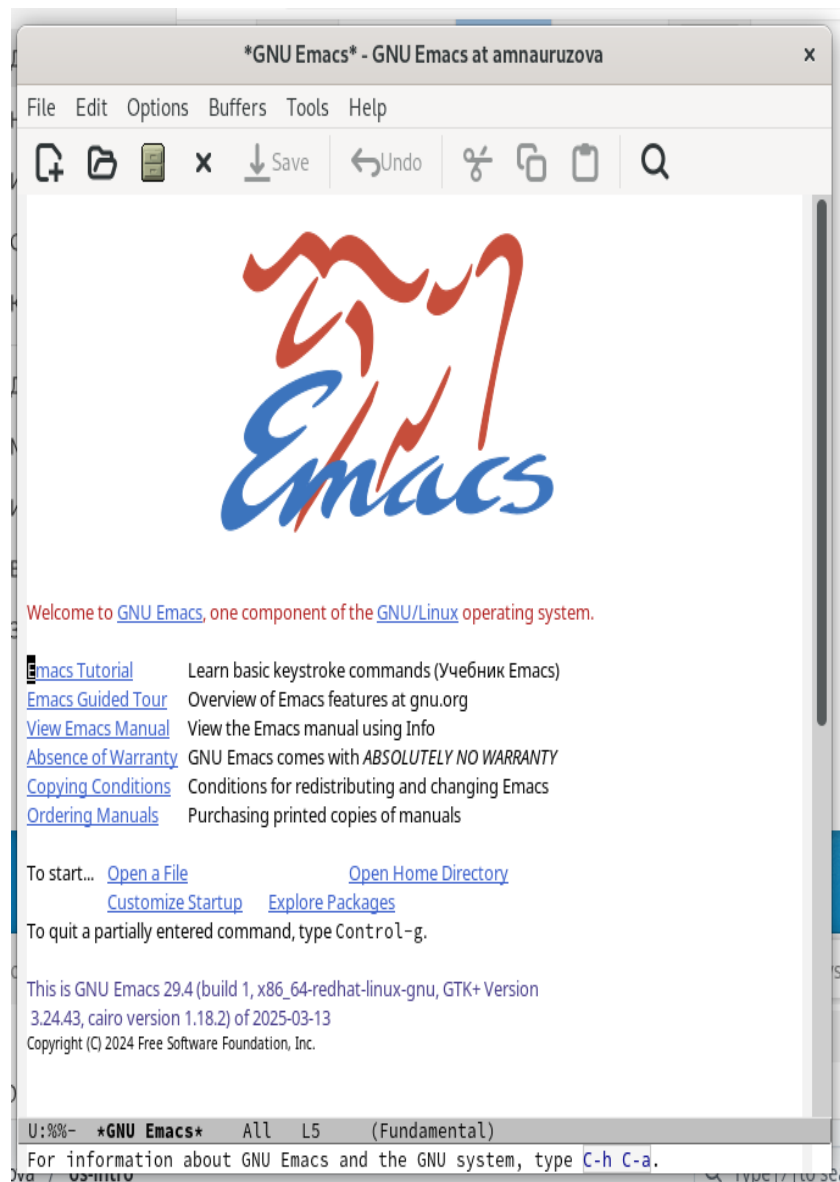 *GNU Emacs* - GNU Emacs at amnauruzova x
File Edit Options Buffers Tools Help
Save Undo
Emacs
Welcome to GNU Emacs, one component of the GNU/Linux operating system.
Emacs Tutorial Learn basic keystroke commands (Учебник Emacs)
Emacs Guided Tour Overview of Emacs features at gnu.org
View Emacs Manual View the Emacs manual using Info
Absence of Warranty GNU Emacs comes with ABSOLUTELY NO WARRANTY
Copying Conditions Conditions for redistributing and changing Emacs
Ordering Manuals Purchasing printed copies of manuals
To start... Open a File Open Home Directory
Customize Startup Explore Packages
To quit a partially entered command, type Control-g.
This is GNU Emacs 29.4 (build 1, x86_64-redhat-linux-gnu, GTK+ Version
3.24.43, cairo version 1.18.2) of 2025-03-13
Copyright (C) 2024 Free Software Foundation, Inc.
U:%%- *GNU Emacs* All L5 (Fundamental)
For information about GNU Emacs and the GNU system, type C-h C-a.